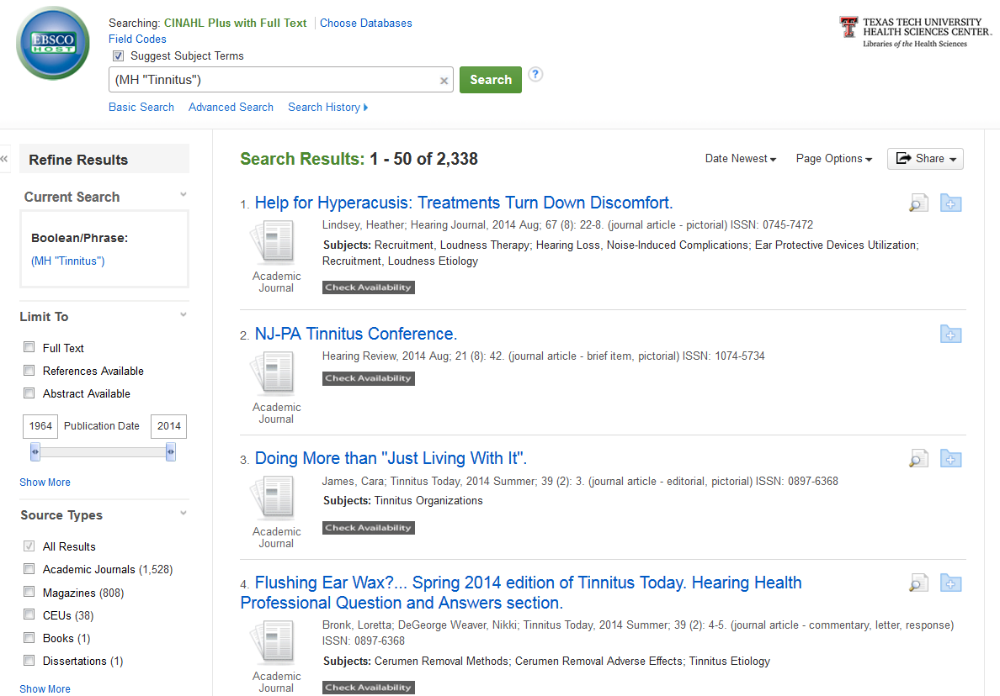 EBSCO
HOST
Searching: CINAHL Plus with Full Text Choose Databases
Field Codes
Suggest Subject Terms
(MH "Tinnitus") × Search ?
Basic Search Advanced Search Search History
TEXAS TECH UNIVERSITY
HEALTH SCIENCES CENTER.
Libraries of the Health Sciences
«
Refine Results
Current Search
Boolean/Phrase:
(MH "Tinnitus")
Limit To
Full Text
References Available
Abstract Available
1964 Publication Date 2014
Show More
Source Types
All Results
Academic Journals (1,528)
Magazines (808)
CEUs (38)
Books (1)
Dissertations (1)
Show More
Search Results: 1 - 50 of 2,338
Date Newest Page Options Share
1. Help for Hyperacusis: Treatments Turn Down Discomfort.
Lindsey, Heather; Hearing Journal, 2014 Aug; 67 (8): 22-8. (journal article - pictorial) ISSN: 0745-7472
Subjects: Recruitment, Loudness Therapy; Hearing Loss, Noise-Induced Complications; Ear Protective Devices Utilization;
Recruitment, Loudness Etiology
Academic
Journal
Check Availability
2. NJ-PA Tinnitus Conference.
Hearing Review, 2014 Aug; 21 (8): 42. (journal article - brief item, pictorial) ISSN: 1074-5734
Check Availability
Academic
Journal
3. Doing More than "Just Living With It".
James, Cara; Tinnitus Today, 2014 Summer; 39 (2): 3. (journal article - editorial, pictorial) ISSN: 0897-6368
Subjects: Tinnitus Organizations
Check Availability
Academic
Journal
4. Flushing Ear Wax?... Spring 2014 edition of Tinnitus Today. Hearing Health
Professional Question and Answers section.
Bronk, Loretta; DeGeorge Weaver, Nikki; Tinnitus Today, 2014 Summer; 39 (2): 4-5. (journal article - commentary, letter, response)
ISSN: 0897-6368
Subjects: Cerumen Removal Methods; Cerumen Removal Adverse Effects; Tinnitus Etiology
Academic
Journal
Check Availability